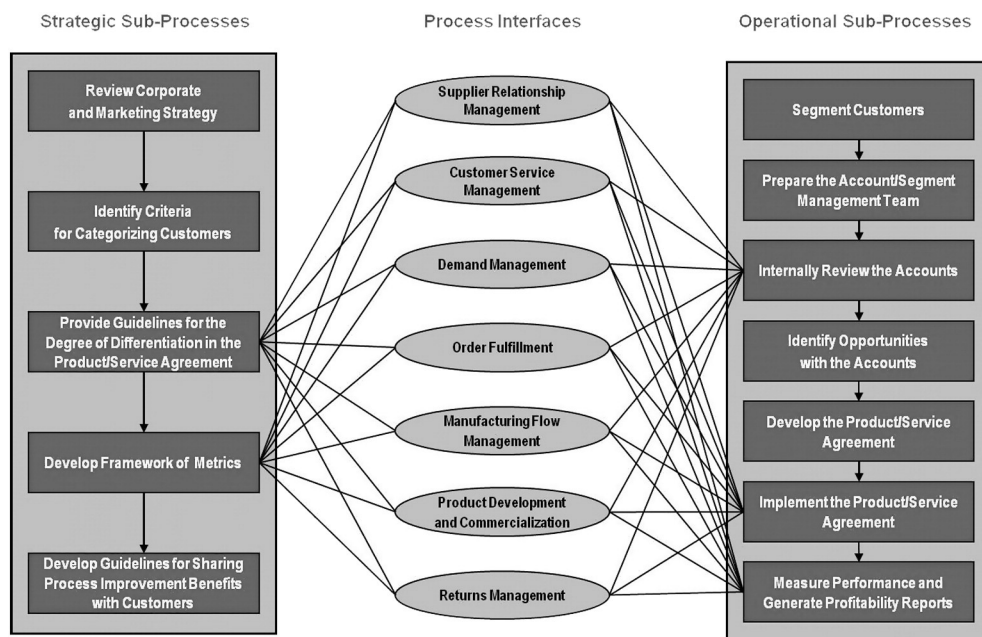 Strategic Sub-Processes
Process Interfaces
Operational Sub-Processes
Review Corporate
and Marketing Strategy
Identify Criteria
for Categorizing Customers
Provide Guidelines for the
Degree of Differentiation in the
Product/Service Agreement
Develop Framework of Metrics
Develop Guidelines for Sharing
Process Improvement Benefits
with Customers
Supplier Relationship
Management
Customer Service
Management
Demand Management
Order Fulfillment
Manufacturing Flow
Management
Product Development
and Commercialization
Returns Management
Segment Customers
Prepare the Account/Segment
Management Team
Internally Review the Accounts
Identify Opportunities
with the Accounts
Develop the Product/Service
Agreement
Implement the Product/Service
Agreement
Measure Performance and
Generate Profitability Reports